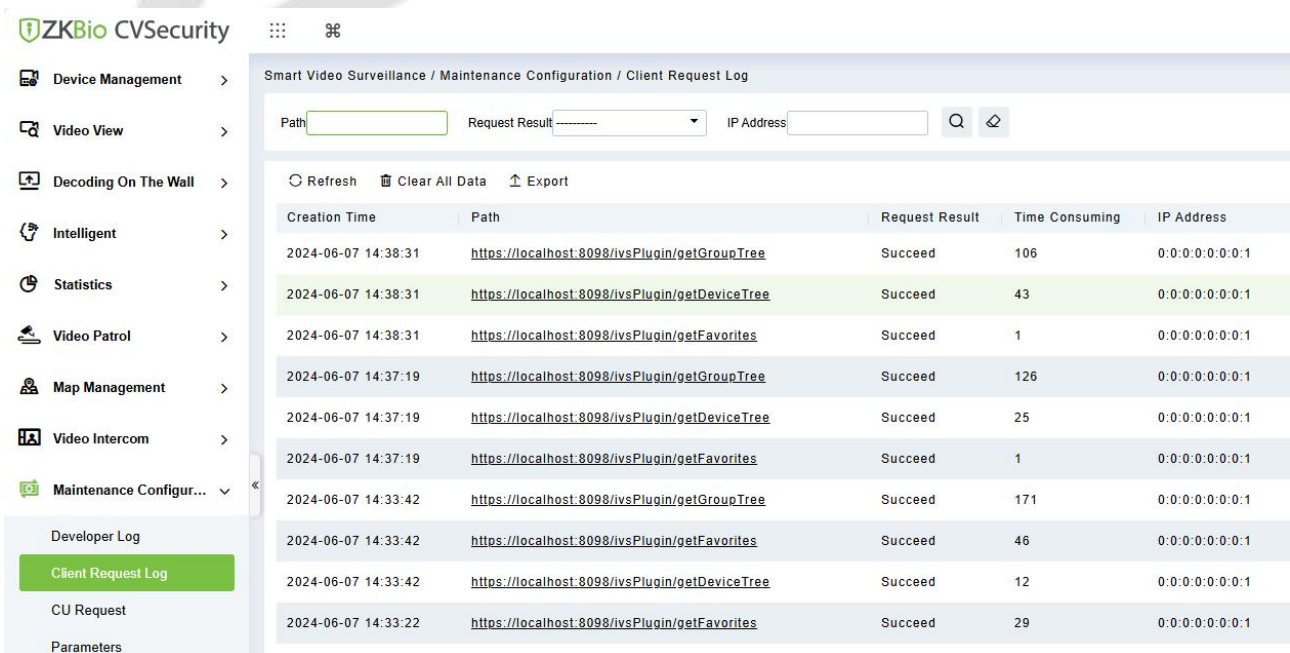 ZKBio CVSecurity
Device Management
Video View
Decoding On The Wall
Intelligent
Statistics
Video Patrol
Map Management
Video Intercom
Maintenance Configur...
Developer Log
Client Request Log
CU Request
Parameters
Smart Video Surveillance / Maintenance Configuration / Client Request Log
Path Request Result ---------- IP Address
Refresh Clear All Data Export
Creation Time Path Request Result Time Consuming IP Address
2024-06-07 14:38:31 https://localhost:8098/ivsPlugin/getGroupTree Succeed 106 0:0:0:0:0:0:0:1
2024-06-07 14:38:31 https://localhost:8098/ivsPlugin/getDeviceTree Succeed 43 0:0:0:0:0:0:0:1
2024-06-07 14:38:31 https://localhost:8098/ivsPlugin/getFavorites Succeed 1 0:0:0:0:0:0:0:1
2024-06-07 14:37:19 https://localhost:8098/ivsPlugin/getGroupTree Succeed 126 0:0:0:0:0:0:0:1
2024-06-07 14:37:19 https://localhost:8098/ivsPlugin/getDeviceTree Succeed 25 0:0:0:0:0:0:0:1
2024-06-07 14:37:19 https://localhost:8098/ivsPlugin/getFavorites Succeed 1 0:0:0:0:0:0:0:1
2024-06-07 14:33:42 https://localhost:8098/ivsPlugin/getGroupTree Succeed 171 0:0:0:0:0:0:0:1
2024-06-07 14:33:42 https://localhost:8098/ivsPlugin/getFavorites Succeed 46 0:0:0:0:0:0:0:1
2024-06-07 14:33:42 https://localhost:8098/ivsPlugin/getDeviceTree Succeed 12 0:0:0:0:0:0:0:1
2024-06-07 14:33:22 https://localhost:8098/ivsPlugin/getFavorites Succeed 29 0:0:0:0:0:0:0:1